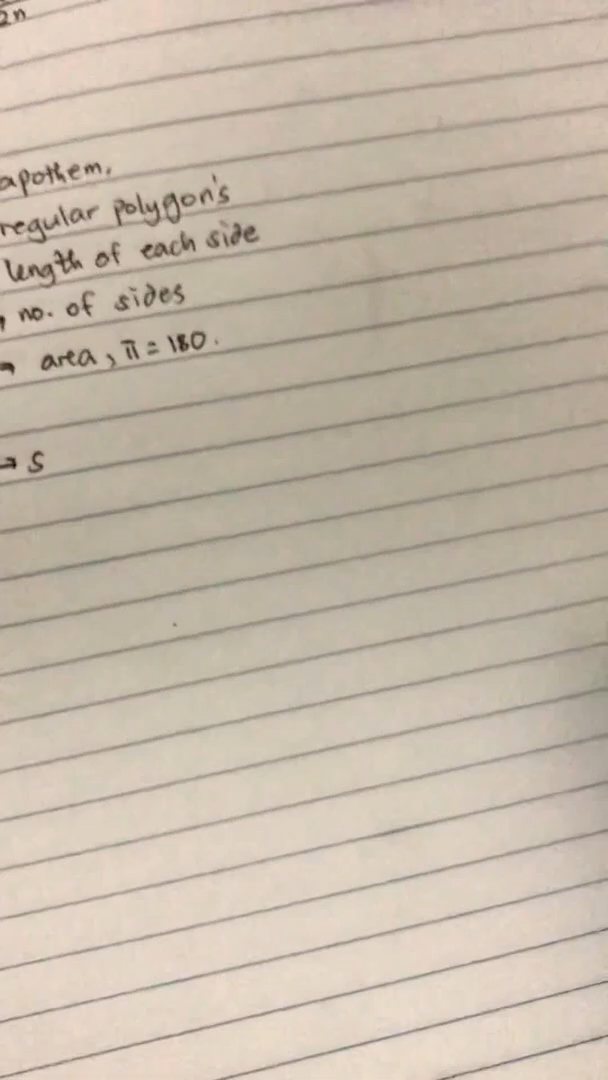 2n
apothem.
regular polygon's
length of each side
, no. of sides
→ area, π = 180.
→ S